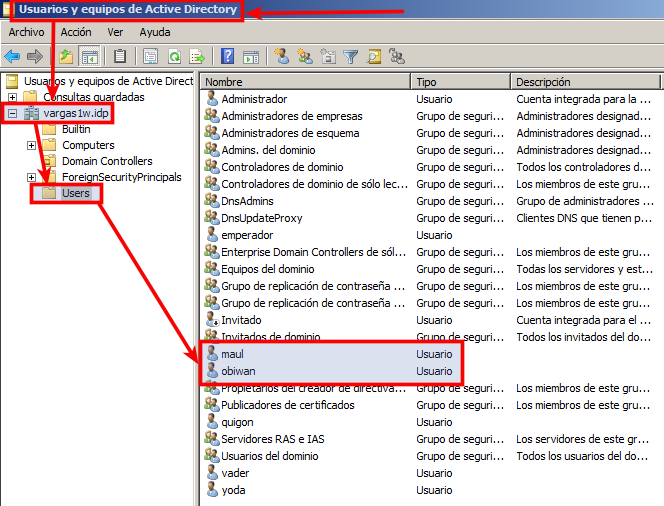 Usuarios y equipos de Active Directory
Archivo Acción Ver Ayuda
Usuarios y equipos de Active Direct
Consultas guardadas
vargas1w.idp
Builtin
Computers
Domain Controllers
ForeignSecurityPrincipals
Users
Nombre Tipo Descripción
Administrador Usuario Cuenta integrada para la ...
Administradores de empresas Grupo de seguri... Administradores designad...
Administradores de esquema Grupo de seguri... Administradores designad...
Admins. del dominio Grupo de seguri... Administradores designad...
Controladores de dominio Grupo de seguri... Todos los controladores d...
Controladores de dominio de sólo lec... Grupo de seguri... Los miembros de este gru...
DnsAdmins Grupo de seguri... Grupo de administradores ...
DnsUpdateProxy Grupo de seguri... Clientes DNS que tienen p...
emperador Usuario
Enterprise Domain Controllers de sól... Grupo de seguri... Los miembros de este gru...
Equipos del dominio Grupo de seguri... Todas los servidores y est...
Grupo de replicación de contraseña ... Grupo de seguri... Los miembros de este gru...
Grupo de replicación de contraseña ... Grupo de seguri... Los miembros de este gru...
Invitado Usuario Cuenta integrada para el ...
Invitados de dominio Grupo de seguri... Todos los invitados del do...
maul Usuario
obiwan Usuario
Propietarios del creador de directiva... Grupo de seguri... Los miembros de este gru...
Publicadores de certificados Grupo de seguri... Los miembros de este gru...
quigon Usuario
Servidores RAS e IAS Grupo de seguri... Los servidores de este gr...
Usuarios del dominio Grupo de seguri... Todos los usuarios del do...
vader Usuario
yoda Usuario